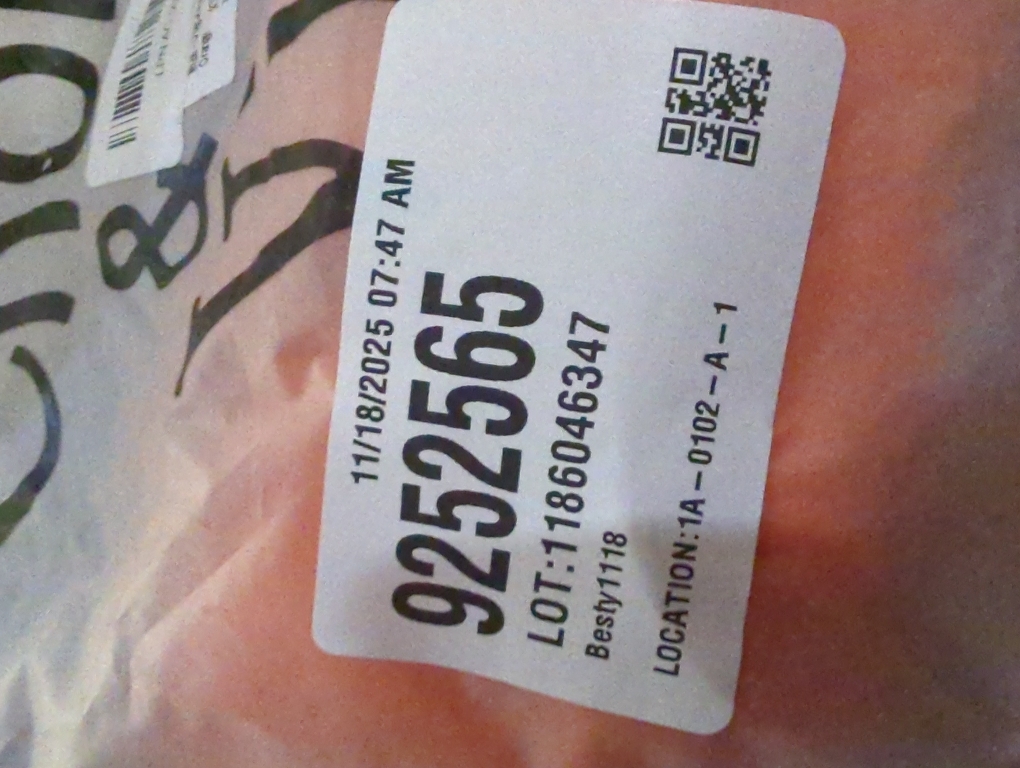 11/18/2025 07:47 AM
9252565
LOT:1186046347
Besty1118
LOCATION:1A-0102-A-1
&